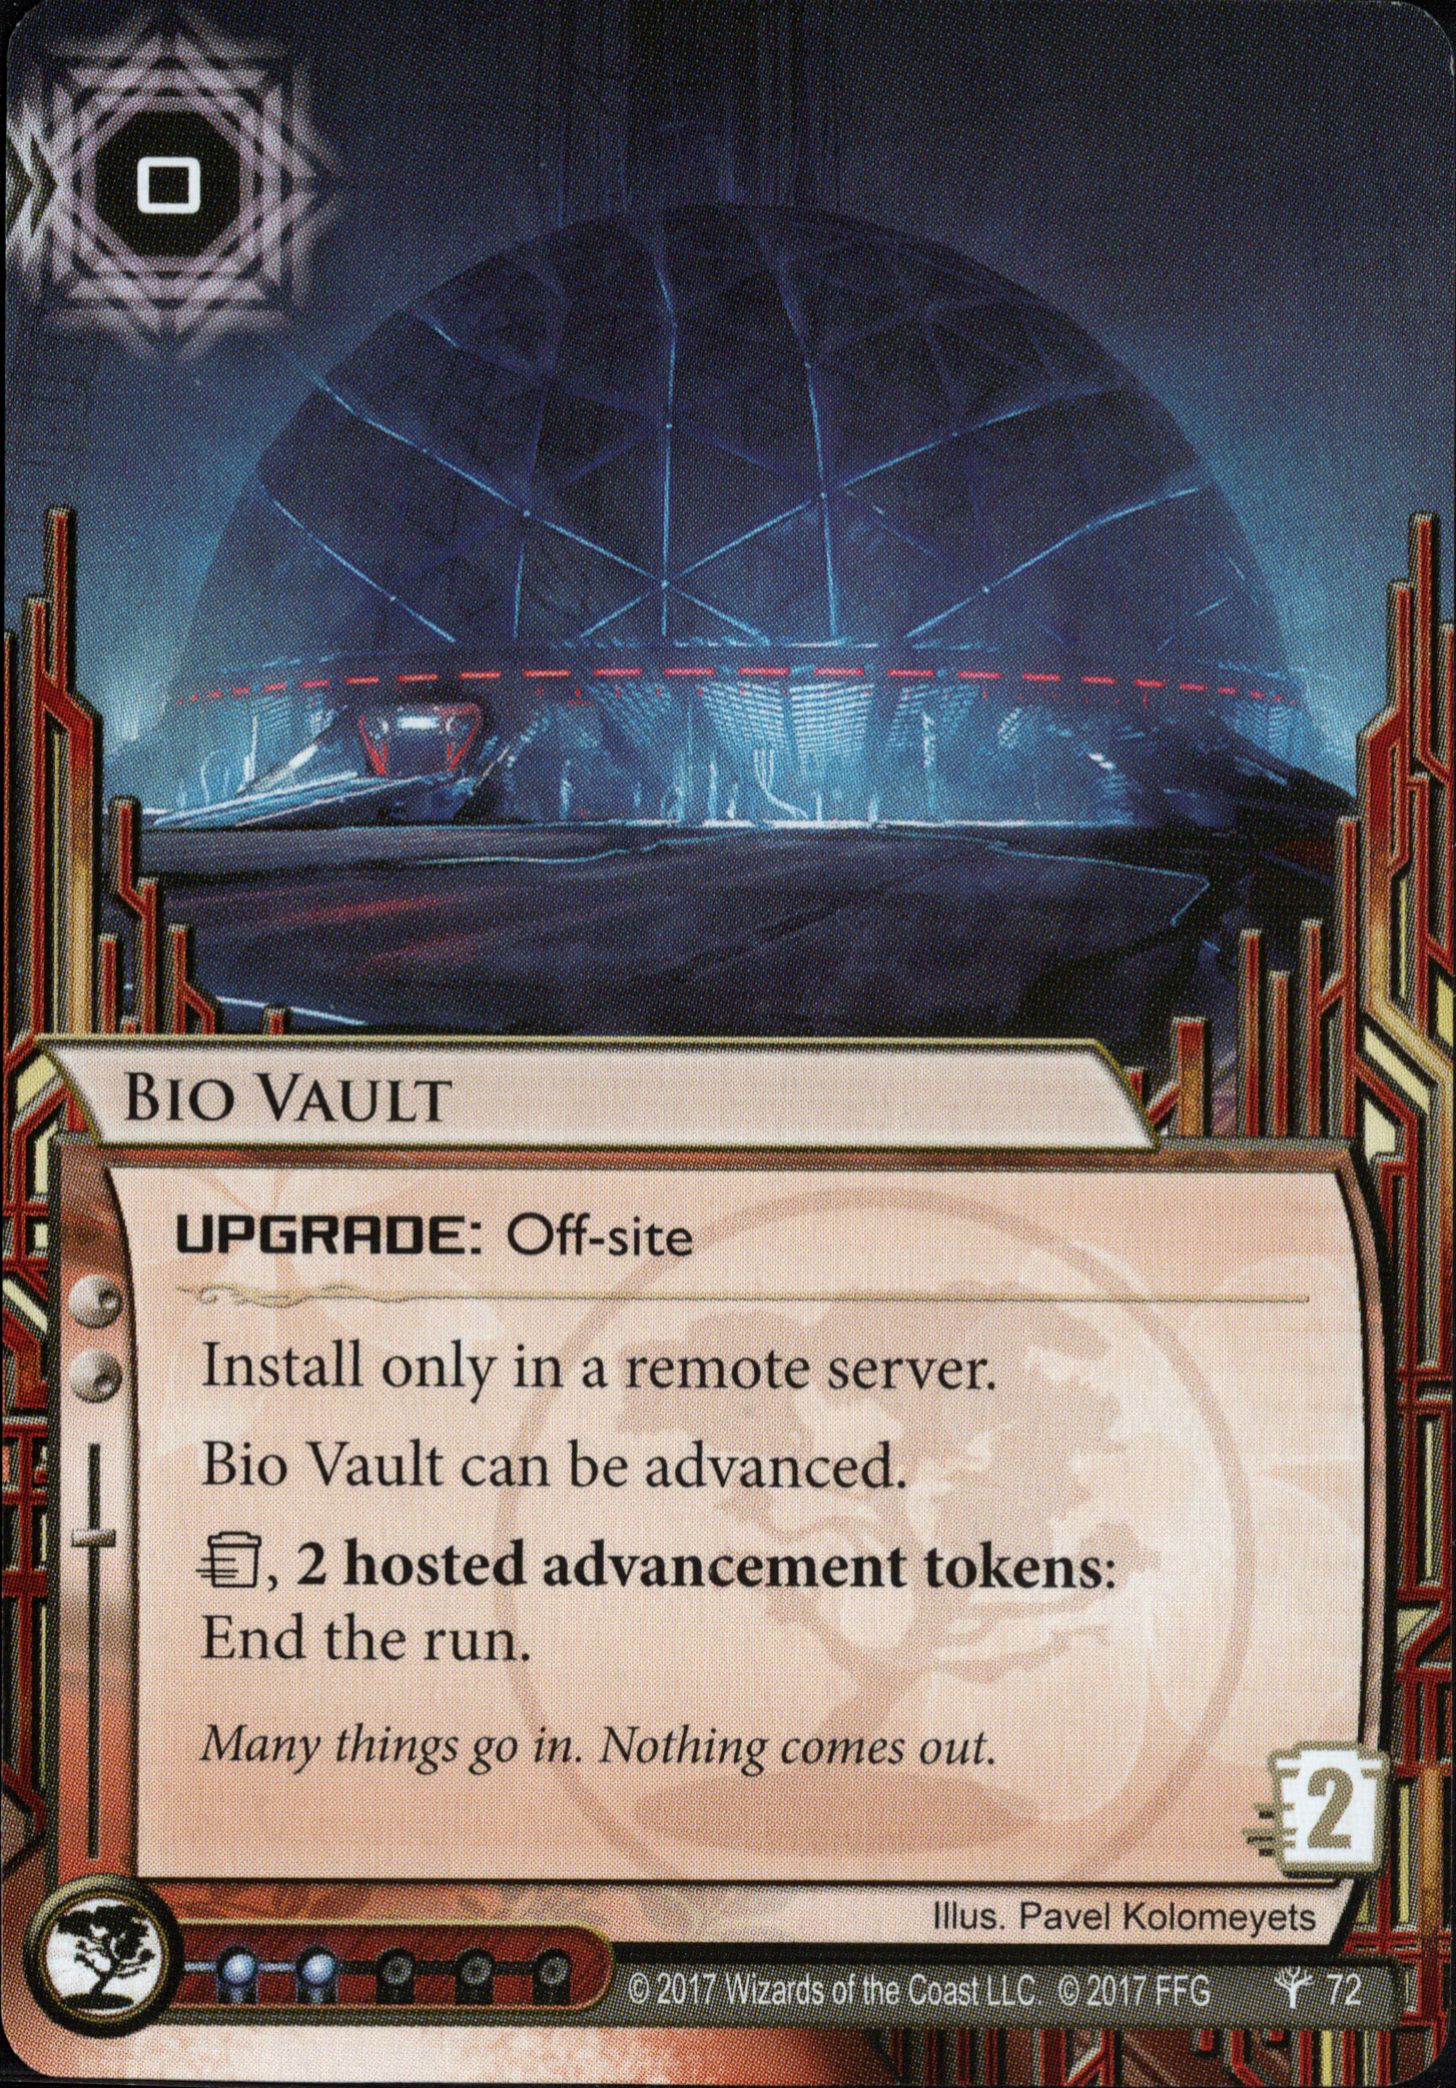 0
BIO VAULT
UPGRADE: Off-site
Install only in a remote server.
Bio Vault can be advanced.
, 2 hosted advancement tokens:
End the run.
Many things go in. Nothing comes out.
2
Illus. Pavel Kolomeyets
© 2017 Wizards of the Coast LLC. © 2017 FFG 72